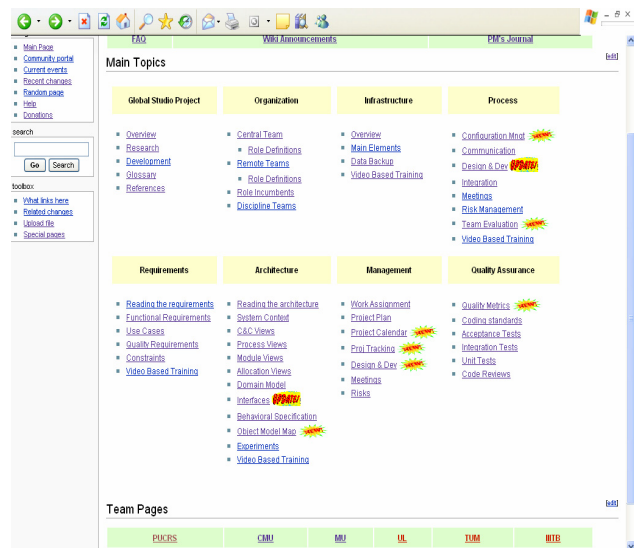 Main Page
Community portal
Current events
Recent changes
Random page
Help
Donations
search
Go Search
toolbox
What links here
Related changes
Upload file
Special pages
FAQ Wiki Announcements PM's Journal
Main Topics [edit]
Global Studio Project
Overview
Research
Development
Glossary
References
Organization
Central Team
Role Definitions
Remote Teams
Role Definitions
Role Incumbents
Discipline Teams
Infrastructure
Overview
Main Elements
Data Backup
Video Based Training
Process
Configuration Mngt
Communication
Design & Dev UPDATE!
Integration
Meetings
Risk Management
Team Evaluation
Video Based Training
Requirements
Reading the requirements
Functional Requirements
Use Cases
Quality Requirements
Constraints
Video Based Training
Architecture
Reading the architecture
System Context
C&C Views
Process Views
Module Views
Allocation Views
Domain Model
Interfaces UPDATE!
Behavioral Specification
Object Model Map
Experiments
Video Based Training
Management
Work Assignment
Project Plan
Project Calendar
Proj Tracking
Design & Dev
Meetings
Risks
Quality Assurance
Quality Metrics
Coding standards
Acceptance Tests
Integration Tests
Unit Tests
Code Reviews
Team Pages [edit]
PUCRS CMU MU UL TUM IIITB